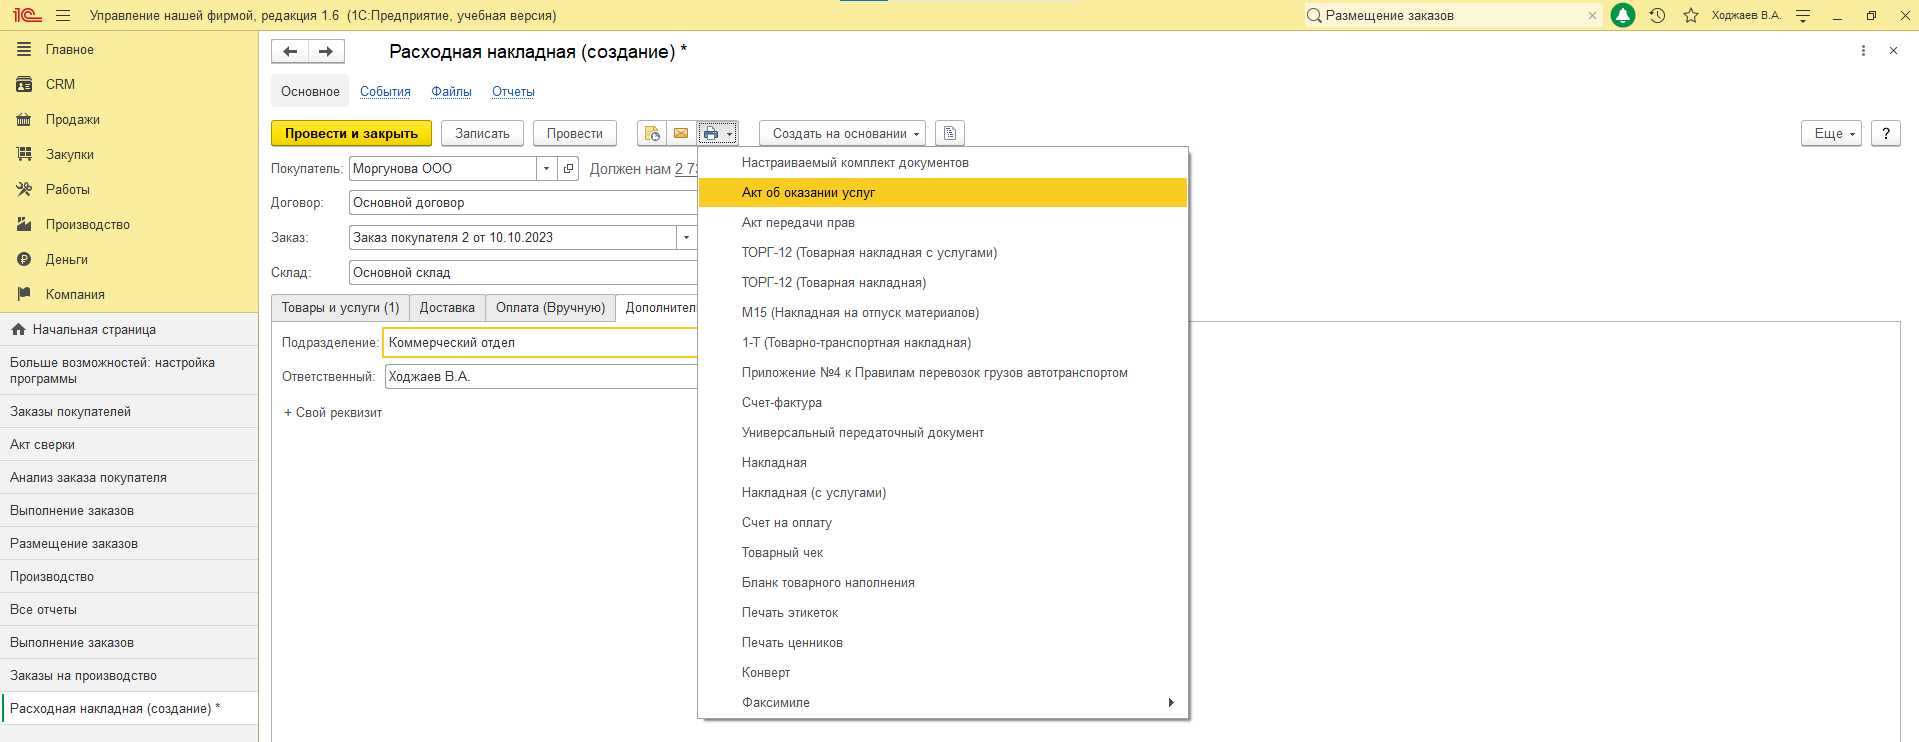 1С Управление нашей фирмой, редакция 1.6 (1С:Предприятие, учебная версия)
Размещение заказов
Ходжаев В.А.
Главное
CRM
Продажи
Закупки
Работы
Производство
Деньги
Компания
Начальная страница
Больше возможностей: настройка
программы
Заказы покупателей
Акт сверки
Анализ заказа покупателя
Выполнение заказов
Размещение заказов
Производство
Все отчеты
Выполнение заказов
Заказы на производство
Расходная накладная (создание) *
Расходная накладная (создание) *
Основное События Файлы Отчеты
Провести и закрыть Записать Провести Создать на основании Еще ?
Покупатель: Моргунова ООО Должен нам 2 73
Договор: Основной договор
Заказ: Заказ покупателя 2 от 10.10.2023
Склад: Основной склад
Товары и услуги (1) Доставка Оплата (Вручную) Дополнитель
Подразделение: Коммерческий отдел
Ответственный: Ходжаев В.А.
+ Свой реквизит
Настраиваемый комплект документов
Акт об оказании услуг
Акт передачи прав
ТОРГ-12 (Товарная накладная с услугами)
ТОРГ-12 (Товарная накладная)
М15 (Накладная на отпуск материалов)
1-Т (Товарно-транспортная накладная)
Приложение №4 к Правилам перевозок грузов автотранспортом
Счет-фактура
Универсальный передаточный документ
Накладная
Накладная (с услугами)
Счет на оплату
Товарный чек
Бланк товарного наполнения
Печать этикеток
Печать ценников
Конверт
Факсимиле